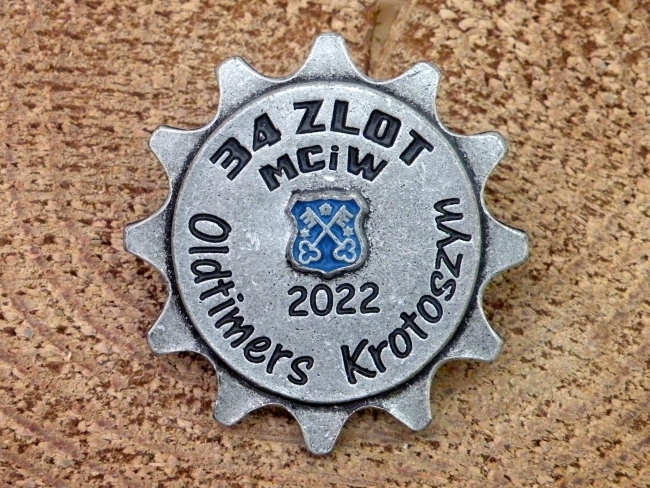 34 ZLOT
MCiW
2022
Oldtimers Krotoszyn